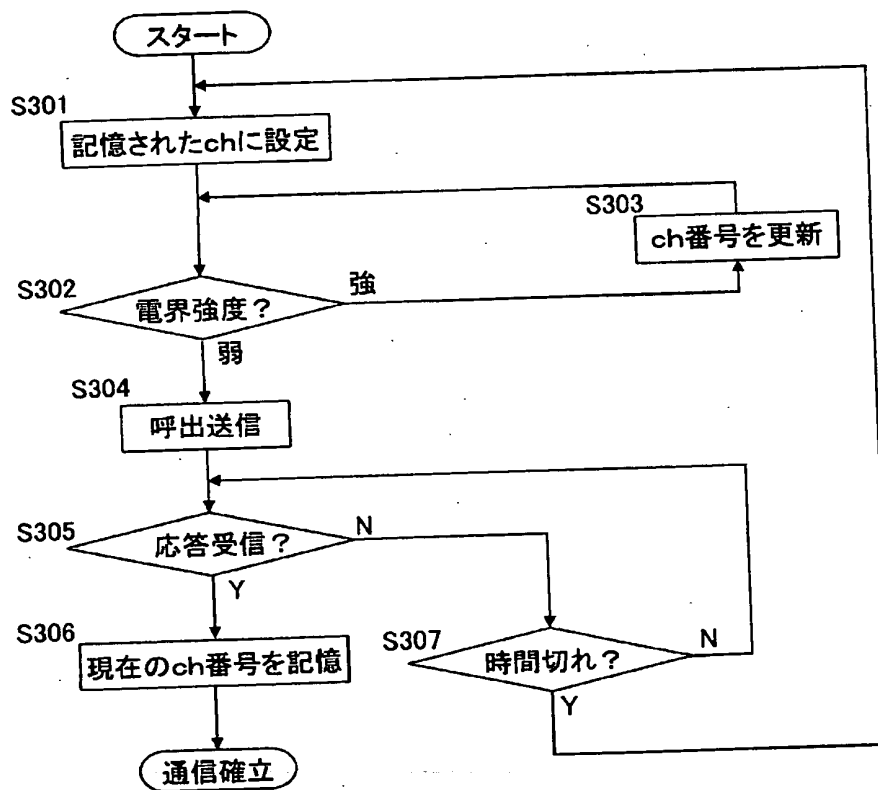 スタート
S301
記憶されたchに設定
S303
ch番号を更新
S302
電界強度?
強
弱
S304
呼出送信
S305
応答受信?
N
Y
S306
現在のch番号を記憶
S307
時間切れ?
N
Y
通信確立